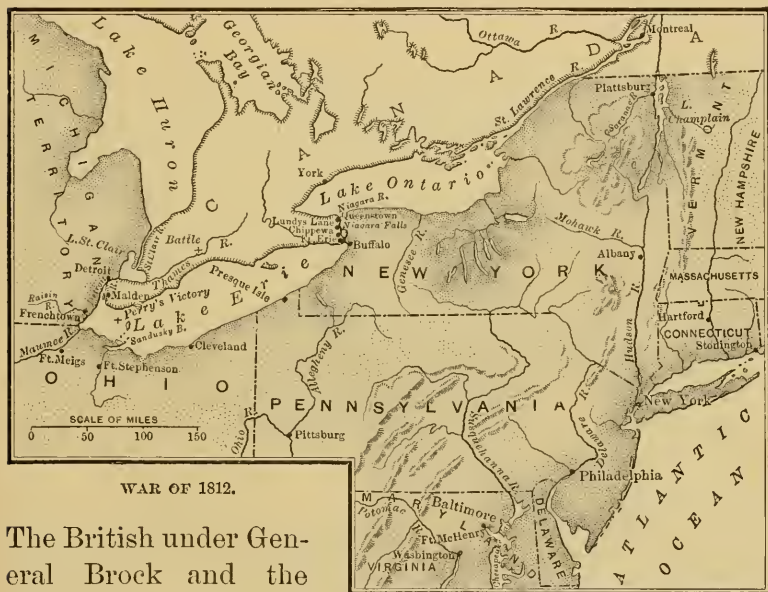 Lake Huron
Georgian Bay
Ottawa R.
Montreal
CANADA
St. Lawrence R.
Plattsburg
Saranac R.
L. Champlain
VERMONT
NEW HAMPSHIRE
MICHIGAN
TERRITORY
York
Lake Ontario
Niagara R.
Queenstown
Lundys Lane
Niagara Falls
Chippewa
Ft. Erie
Buffalo
L. St. Clair
St. Clair R.
Battle
Thames R.
Detroit
Malden
Presque Isle
Lake Erie
Perry's Victory
Raisin R.
Frenchtown
Sandusky B.
Maumee R.
Ft. Meigs
Ft. Stephenson
Cleveland
OHIO
Genesee R.
NEW YORK
Mohawk R.
Albany
Hudson R.
MASSACHUSETTS
Hartford
CONNECTICUT
Stonington
New York
Allegheny R.
PENNSYLVANIA
Ohio R.
Pittsburg
Susquehanna R.
Delaware R.
Philadelphia
SCALE OF MILES
0 50 100 150
MARYLAND
Potomac R.
Baltimore
Ft. McHenry
Washington
VIRGINIA
DELAWARE
ATLANTIC OCEAN
WAR OF 1812.
The British under Gen-
eral Brock and the